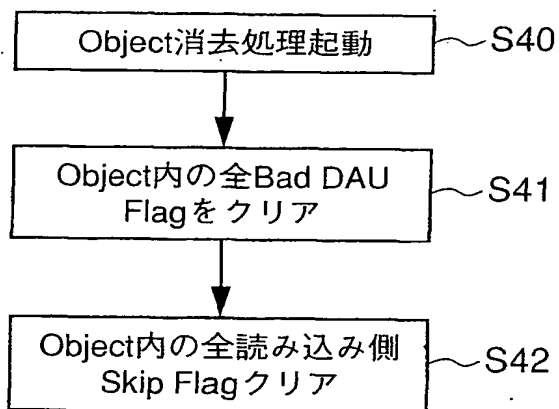 Object消去処理起動
S40
Object内の全Bad DAU
Flagをクリア
S41
Object内の全読み込み側
Skip Flagクリア
S42